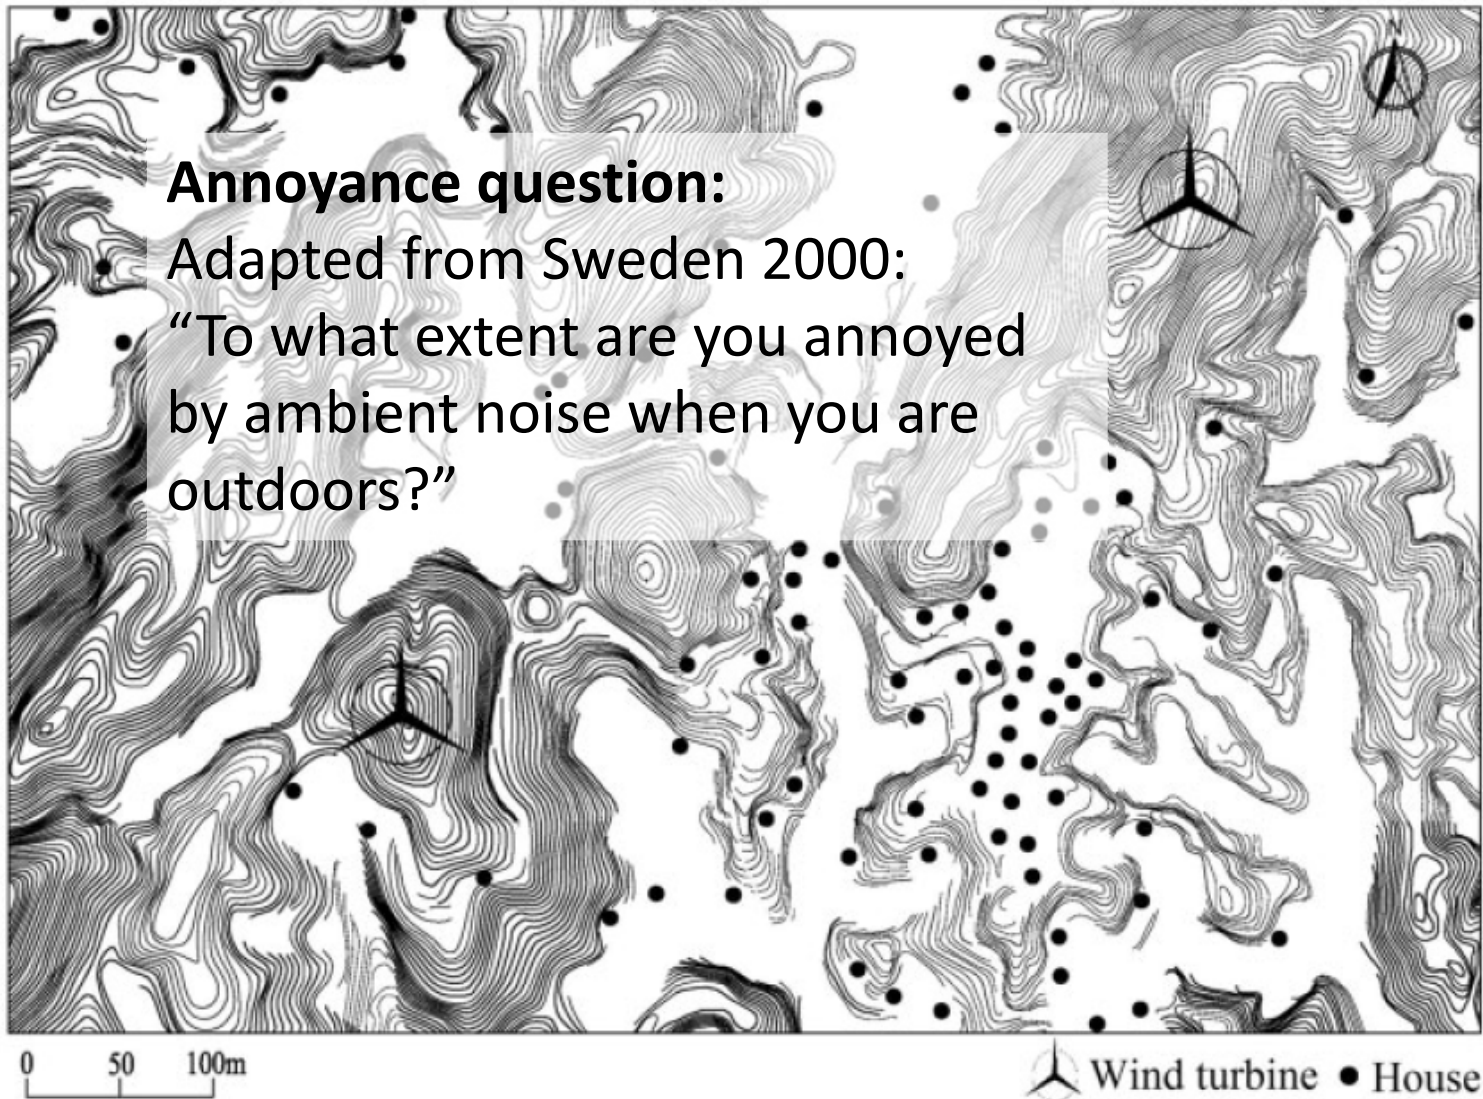 Annoyance question:
Adapted from Sweden 2000:
“To what extent are you annoyed
by ambient noise when you are
outdoors?”
0 50 100m
Wind turbine House